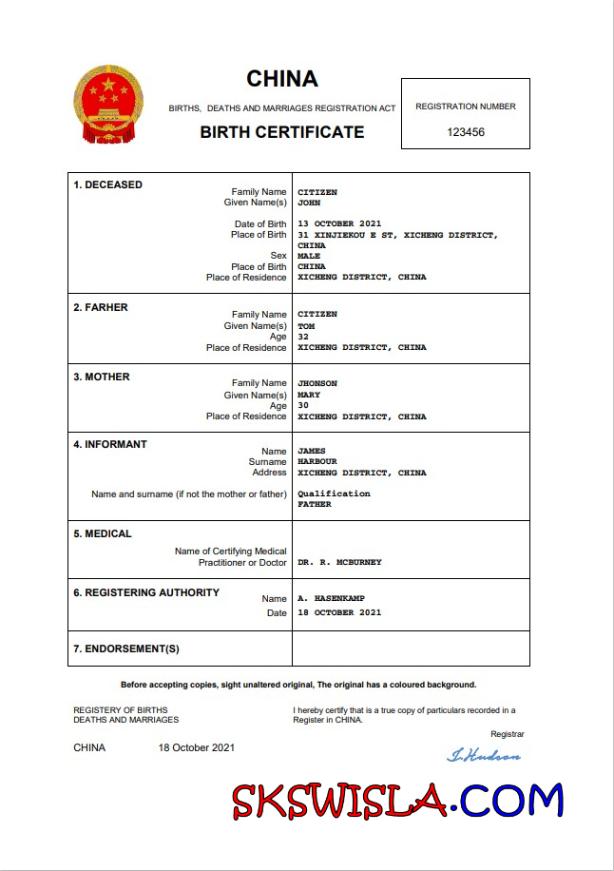 CHINA
BIRTHS, DEATHS AND MARRIAGES REGISTRATION ACT
BIRTH CERTIFICATE
REGISTRATION NUMBER
123456
1. DECEASED
Family Name CITIZEN
Given Name(s) JOHN
Date of Birth 13 OCTOBER 2021
Place of Birth 31 XINJIEKOU E ST, XICHENG DISTRICT,
CHINA
Sex MALE
Place of Birth CHINA
Place of Residence XICHENG DISTRICT, CHINA
2. FARHER
Family Name CITIZEN
Given Name(s) TOM
Age 32
Place of Residence XICHENG DISTRICT, CHINA
3. MOTHER
Family Name JHONSON
Given Name(s) MARY
Age 30
Place of Residence XICHENG DISTRICT, CHINA
4. INFORMANT
Name JAMES
Surname HARBOUR
Address XICHENG DISTRICT, CHINA
Name and surname (if not the mother or father) Qualification
FATHER
5. MEDICAL
Name of Certifying Medical
Practitioner or Doctor DR. R. MCBURNEY
6. REGISTERING AUTHORITY
Name A. HASENKAMP
Date 18 OCTOBER 2021
7. ENDORSEMENT(S)
Before accepting copies, sight unaltered original, The original has a coloured background.
REGISTERY OF BIRTHS
DEATHS AND MARRIAGES
I hereby certify that is a true copy of particulars recorded in a
Register in CHINA.
Registrar
CHINA 18 October 2021
I.Hudson
SKSWISLA.COM